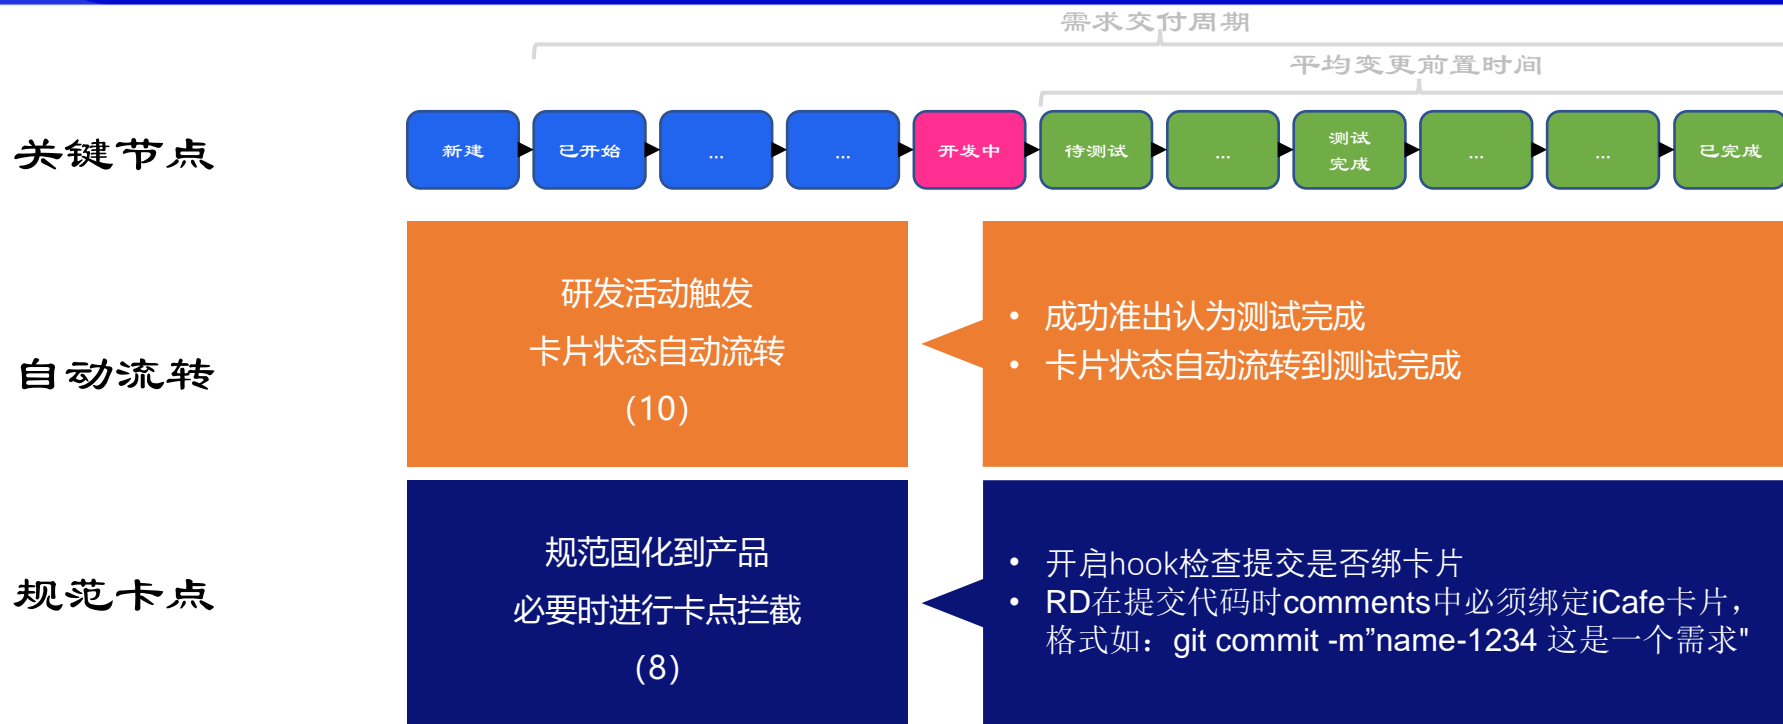 需求交付周期
平均变更前置时间
关键节点
新建
已开始
...
...
开发中
待测试
...
测试
完成
...
...
已完成
自动流转
研发活动触发
卡片状态自动流转
(10)
• 成功准出认为测试完成
• 卡片状态自动流转到测试完成
规范卡点
规范固化到产品
必要时进行卡点拦截
(8)
• 开启hook检查提交是否绑卡片
• RD在提交代码时comments中必须绑定iCafe卡片，
格式如：git commit -m”name-1234 这是一个需求"